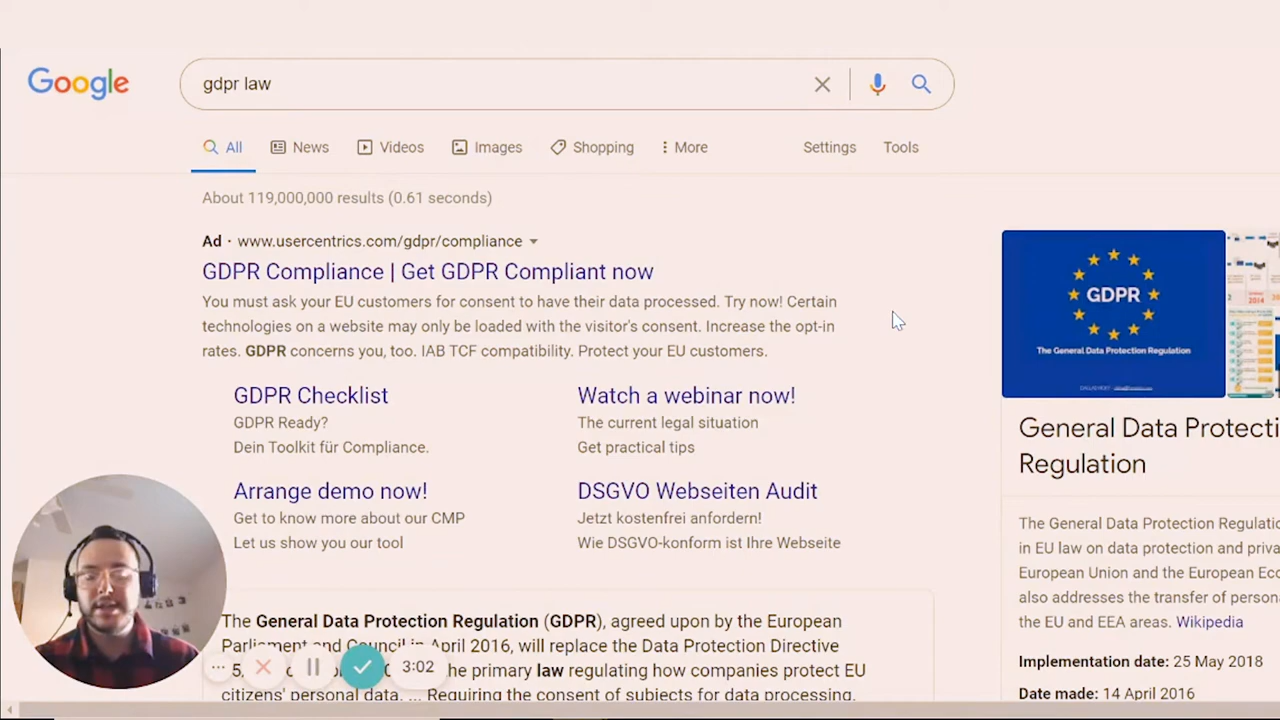 Google
gdpr law
All News Videos Images Shopping More Settings Tools
About 119,000,000 results (0.61 seconds)
Ad · www.usercentrics.com/gdpr/compliance
GDPR Compliance | Get GDPR Compliant now
You must ask your EU customers for consent to have their data processed. Try now! Certain
technologies on a website may only be loaded with the visitor's consent. Increase the opt-in
rates. GDPR concerns you, too. IAB TCF compatibility. Protect your EU customers.
GDPR Checklist
GDPR Ready?
Dein Toolkit für Compliance.
Watch a webinar now!
The current legal situation
Get practical tips
Arrange demo now!
Get to know more about our CMP
Let us show you our tool
DSGVO Webseiten Audit
Jetzt kostenfrei anfordern!
Wie DSGVO-konform ist Ihre Webseite
The General Data Protection Regulation (GDPR), agreed upon by the European
Parliament and Council in April 2016, will replace the Data Protection Directive
the primary law regulating how companies protect EU
citizens' personal data. ... Requiring the consent of subjects for data processing.
3:02
GDPR
The General Data Protection Regulation
2014
General Data Protecti
Regulation
The General Data Protection Regulatio
in EU law on data protection and priva
European Union and the European Eco
also addresses the transfer of persona
the EU and EEA areas. Wikipedia
Implementation date: 25 May 2018
Date made: 14 April 2016